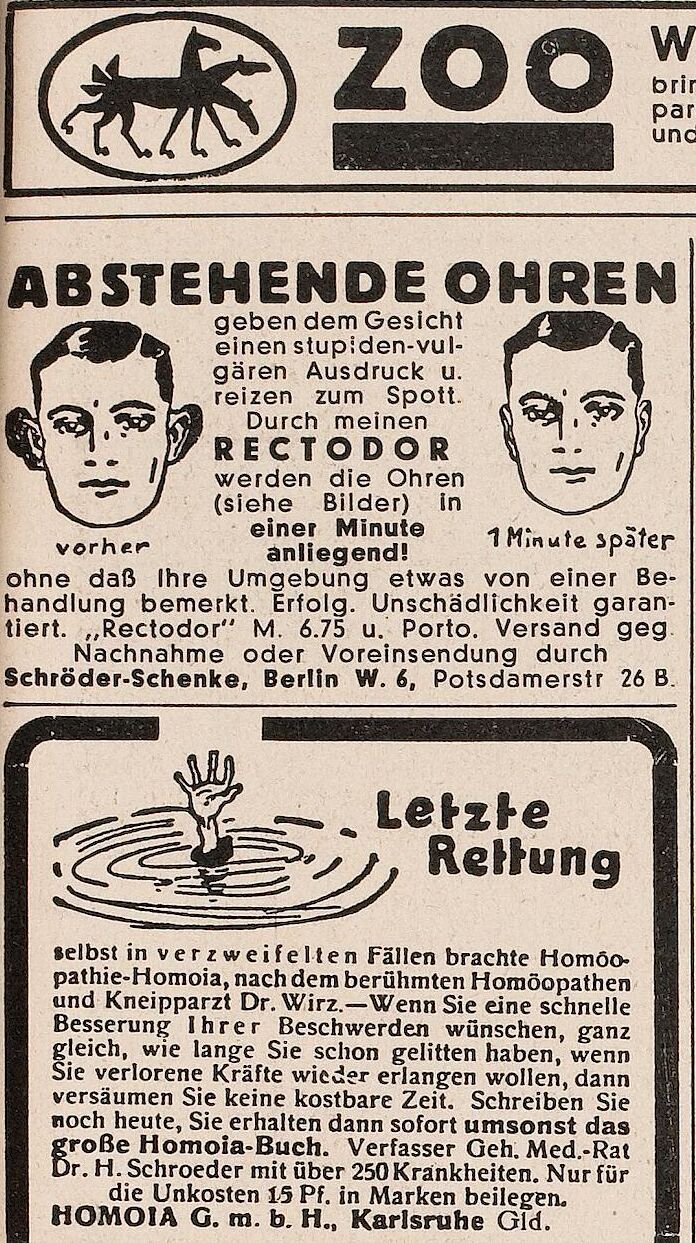 ZOO
W
brin
par
und
ABSTEHENDE OHREN
geben dem Gesicht
einen stupiden-vul-
gären Ausdruck u.
reizen zum Spott.
Durch meinen
RECTODOR
werden die Ohren
(siehe Bilder) in
einer Minute
anliegend!
vorher
1 Minute später
ohne daß Ihre Umgebung etwas von einer Be-
handlung bemerkt. Erfolg. Unschädlichkeit garan-
tiert. „Rectodor“ M. 6.75 u. Porto. Versand geg.
Nachnahme oder Voreinsendung durch
Schröder-Schenke, Berlin W. 6, Potsdamerstr 26 B.
Letzte
Rettung
selbst in verzweifelten Fällen brachte Homöo-
pathie-Homoia, nach dem berühmten Homöopathen
und Kneipparzt Dr. Wirz.—Wenn Sie eine schnelle
Besserung Ihrer Beschwerden wünschen, ganz
gleich, wie lange Sie schon gelitten haben, wenn
Sie verlorene Kräfte wieder erlangen wollen, dann
versäumen Sie keine kostbare Zeit. Schreiben Sie
noch heute, Sie erhalten dann sofort umsonst das
große Homoia-Buch. Verfasser Geh. Med.-Rat
Dr. H. Schroeder mit über 250 Krankheiten. Nur für
die Unkosten 15 Pf. in Marken beilegen.
HOMOIA G. m. b. H., Karlsruhe Gld.